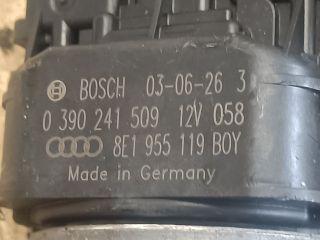 BOSCH 03-06-26 3
0 390 241 509 12V 058
8E1 955 119 BOY
Made in Germany